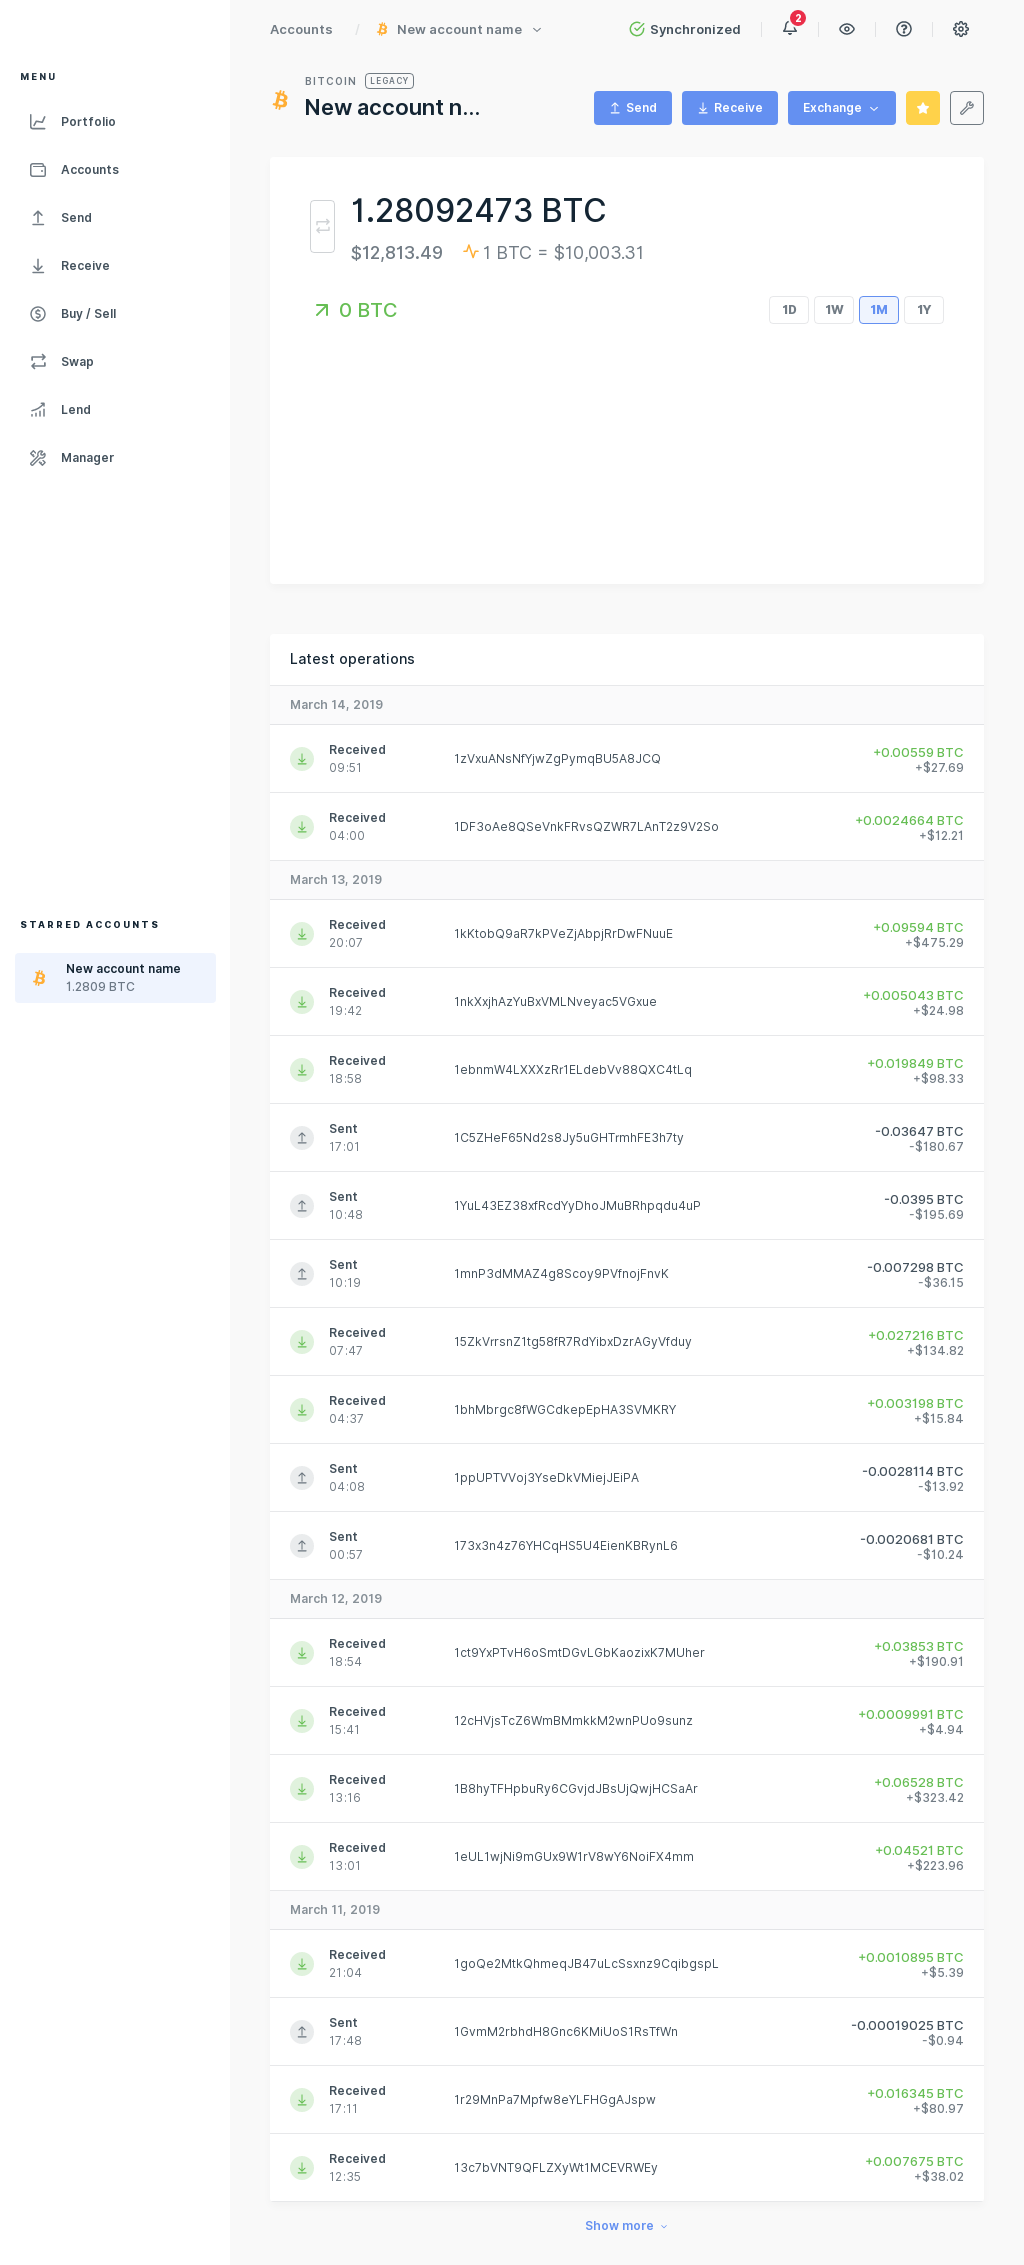 Accounts / New account name
Synchronized
2
MENU
Portfolio
Accounts
Send
Receive
Buy / Sell
Swap
Lend
Manager
STARRED ACCOUNTS
New account name
1.2809 BTC
BITCOIN LEGACY
New account n...
Send
Receive
Exchange
1.28092473 BTC
$12,813.49 1 BTC = $10,003.31
0 BTC
1D 1W 1M 1Y
Latest operations
March 14, 2019
Received
09:51
1zVxuANsNfYjwZgPymqBU5A8JCQ
+0.00559 BTC
+$27.69
Received
04:00
1DF3oAe8QSeVnkFRvsQZWR7LAnT2z9V2So
+0.0024664 BTC
+$12.21
March 13, 2019
Received
20:07
1kKtobQ9aR7kPVeZjAbpjRrDwFNuuE
+0.09594 BTC
+$475.29
Received
19:42
1nkXxjhAzYuBxVMLNveyac5VGxue
+0.005043 BTC
+$24.98
Received
18:58
1ebnmW4LXXXzRr1ELdebVv88QXC4tLq
+0.019849 BTC
+$98.33
Sent
17:01
1C5ZHeF65Nd2s8Jy5uGHTrmhFE3h7ty
-0.03647 BTC
-$180.67
Sent
10:48
1YuL43EZ38xfRcdYyDhoJMuBRhpqdu4uP
-0.0395 BTC
-$195.69
Sent
10:19
1mnP3dMMAZ4g8Scoy9PVfnojFnvK
-0.007298 BTC
-$36.15
Received
07:47
15ZkVrrsnZ1tg58fR7RdYibxDzrAGyVfduy
+0.027216 BTC
+$134.82
Received
04:37
1bhMbrgc8fWGCdkepEpHA3SVMKRY
+0.003198 BTC
+$15.84
Sent
04:08
1ppUPTVVoj3YseDkVMiejJEiPA
-0.0028114 BTC
-$13.92
Sent
00:57
173x3n4z76YHCqHS5U4EienKBRynL6
-0.0020681 BTC
-$10.24
March 12, 2019
Received
18:54
1ct9YxPTvH6oSmtDGvLGbKaozixK7MUher
+0.03853 BTC
+$190.91
Received
15:41
12cHVjsTcZ6WmBMmkkM2wnPUo9sunz
+0.0009991 BTC
+$4.94
Received
13:16
1B8hyTFHpbuRy6CGvjdJBsUjQwjHCSaAr
+0.06528 BTC
+$323.42
Received
13:01
1eUL1wjNi9mGUx9W1rV8wY6NoiFX4mm
+0.04521 BTC
+$223.96
March 11, 2019
Received
21:04
1goQe2MtkQhmeqJB47uLcSsxnz9CqibgspL
+0.0010895 BTC
+$5.39
Sent
17:48
1GvmM2rbhdH8Gnc6KMiUoS1RsTfWn
-0.00019025 BTC
-$0.94
Received
17:11
1r29MnPa7Mpfw8eYLFHGgAJspw
+0.016345 BTC
+$80.97
Received
12:35
13c7bVNT9QFLZXyWt1MCEVRWEy
+0.007675 BTC
+$38.02
Show more